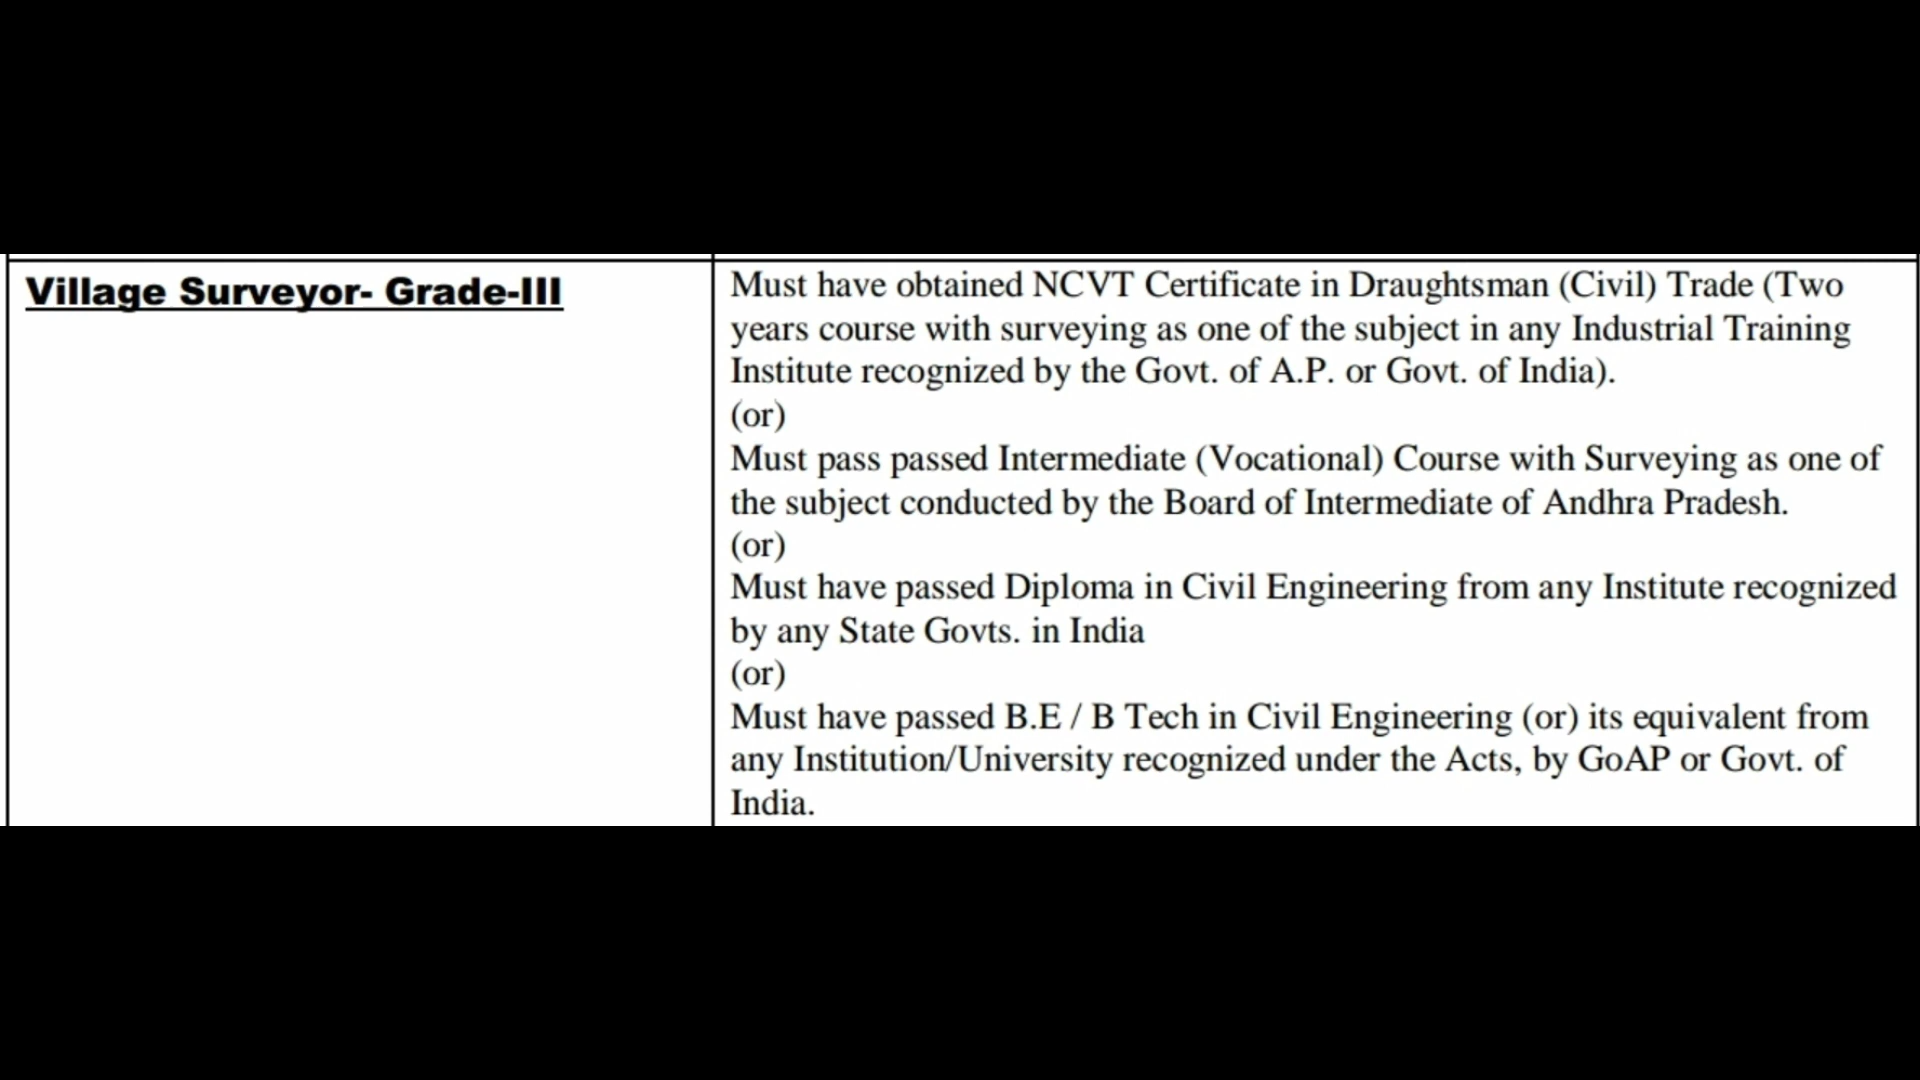 Village Surveyor- Grade-III
Must have obtained NCVT Certificate in Draughtsman (Civil) Trade (Two
years course with surveying as one of the subject in any Industrial Training
Institute recognized by the Govt. of A.P. or Govt. of India).
(or)
Must pass passed Intermediate (Vocational) Course with Surveying as one of
the subject conducted by the Board of Intermediate of Andhra Pradesh.
(or)
Must have passed Diploma in Civil Engineering from any Institute recognized
by any State Govts. in India
(or)
Must have passed B.E / B Tech in Civil Engineering (or) its equivalent from
any Institution/University recognized under the Acts, by GoAP or Govt. of
India.